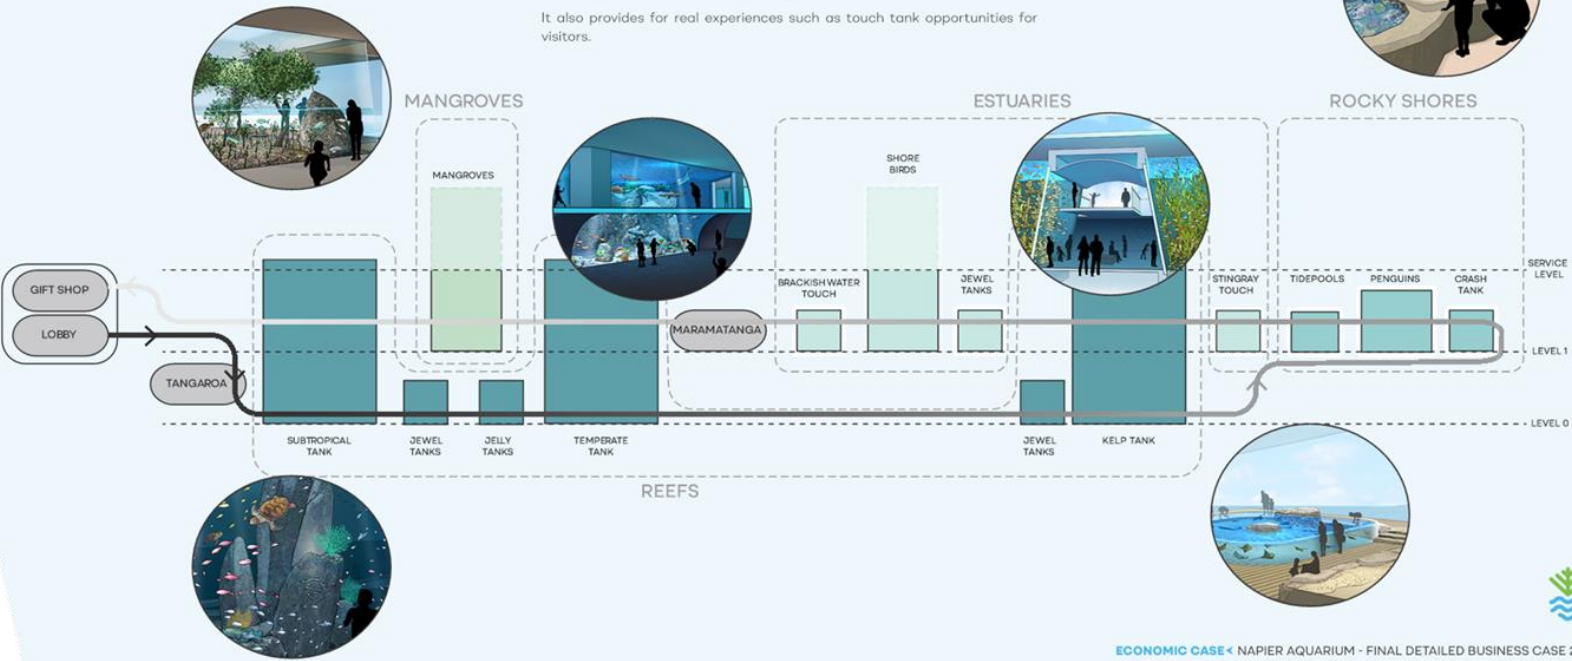 It also provides for real experiences such as touch tank opportunities for
visitors.
MANGROVES
ESTUARIES
ROCKY SHORES
MANGROVES
SHORE
BIRDS
GIFT SHOP
LOBBY
TANGAROA
MARAMATANGA
BRACKISH WATER
TOUCH
JEWEL
TANKS
STINGRAY
TOUCH
TIDEPOOLS
PENGUINS
CRASH
TANK
SERVICE
LEVEL
LEVEL 1
LEVEL 0
SUBTROPICAL
TANK
JEWEL
TANKS
JELLY
TANKS
TEMPERATE
TANK
JEWEL
TANKS
KELP TANK
REEFS
ECONOMIC CASE < NAPIER AQUARIUM - FINAL DETAILED BUSINESS CASE 2